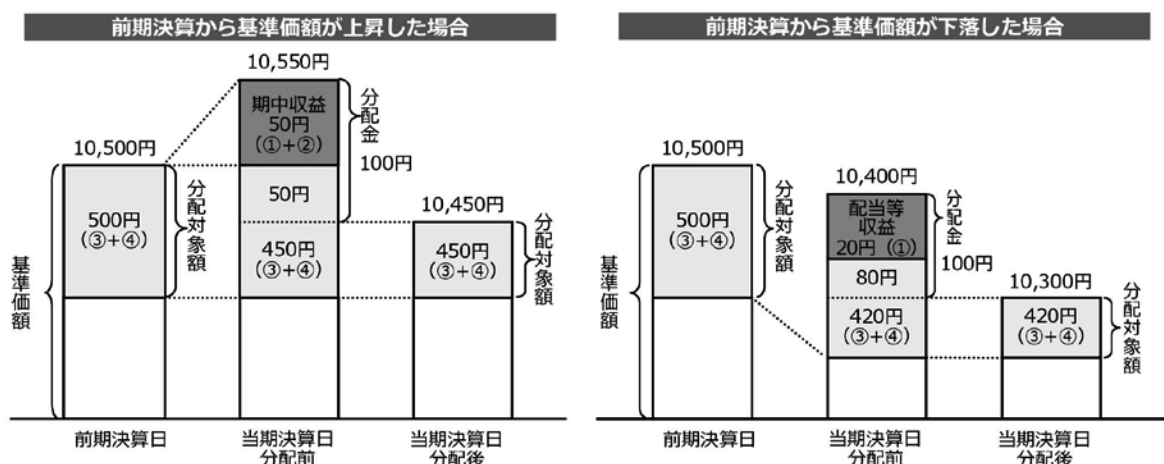 前期決算から基準価額が上昇した場合
10,550円
期中収益
50円
(①+②)
分配金
100円
10,500円
500円
(③+④)
分配対象額
50円
450円
(③+④)
10,450円
450円
(③+④)
分配対象額
基準価額
前期決算日
当期決算日
分配前
当期決算日
分配後
前期決算から基準価額が下落した場合
10,500円
500円
(③+④)
分配対象額
10,400円
配当等
収益
20円(①)
分配金
100円
80円
420円
(③+④)
10,300円
420円
(③+④)
分配対象額
基準価額
前期決算日
当期決算日
分配前
当期決算日
分配後